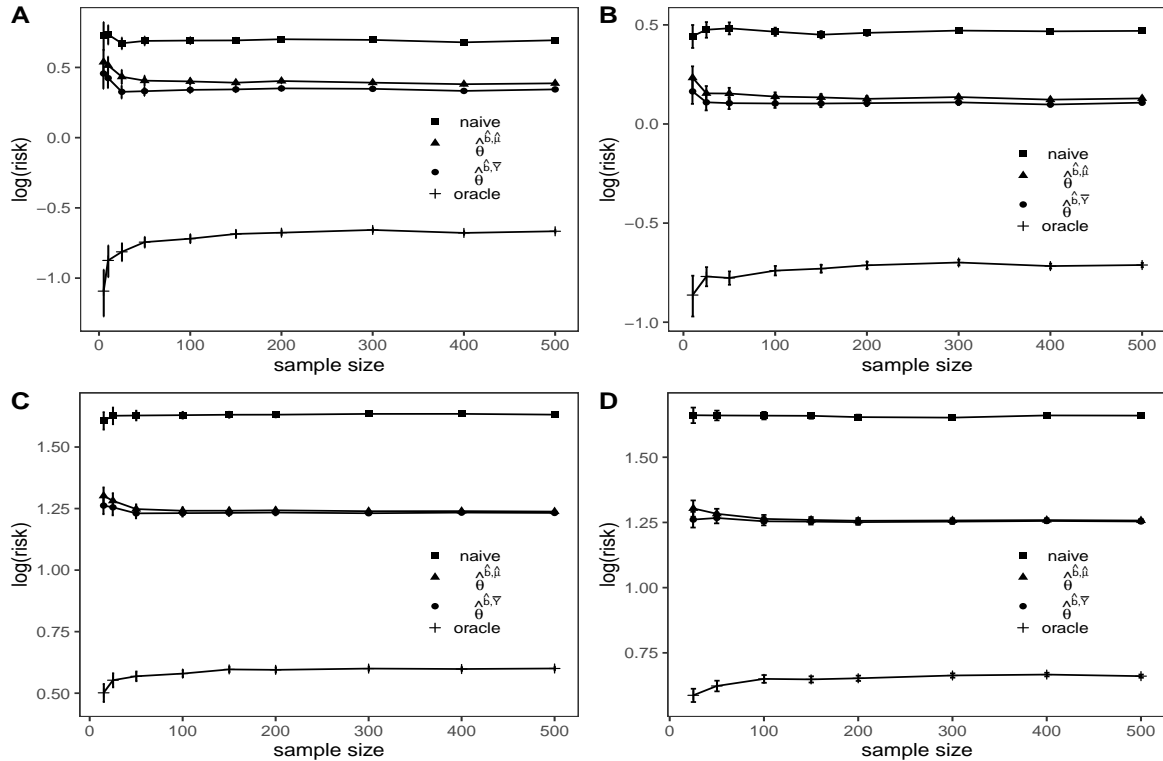 A
log(risk)
0.5
0.0
−0.5
−1.0
naive
θ̂^{b̂,μ̂}
θ̂^{b̂,Y̅}
oracle
0 100 200 300 400 500
sample size
B
log(risk)
0.5
0.0
−0.5
−1.0
naive
θ̂^{b̂,μ̂}
θ̂^{b̂,Y̅}
oracle
0 100 200 300 400 500
sample size
C
log(risk)
1.50
1.25
1.00
0.75
0.50
naive
θ̂^{b̂,μ̂}
θ̂^{b̂,Y̅}
oracle
0 100 200 300 400 500
sample size
D
log(risk)
1.50
1.25
1.00
0.75
naive
θ̂^{b̂,μ̂}
θ̂^{b̂,Y̅}
oracle
0 100 200 300 400 500
sample size